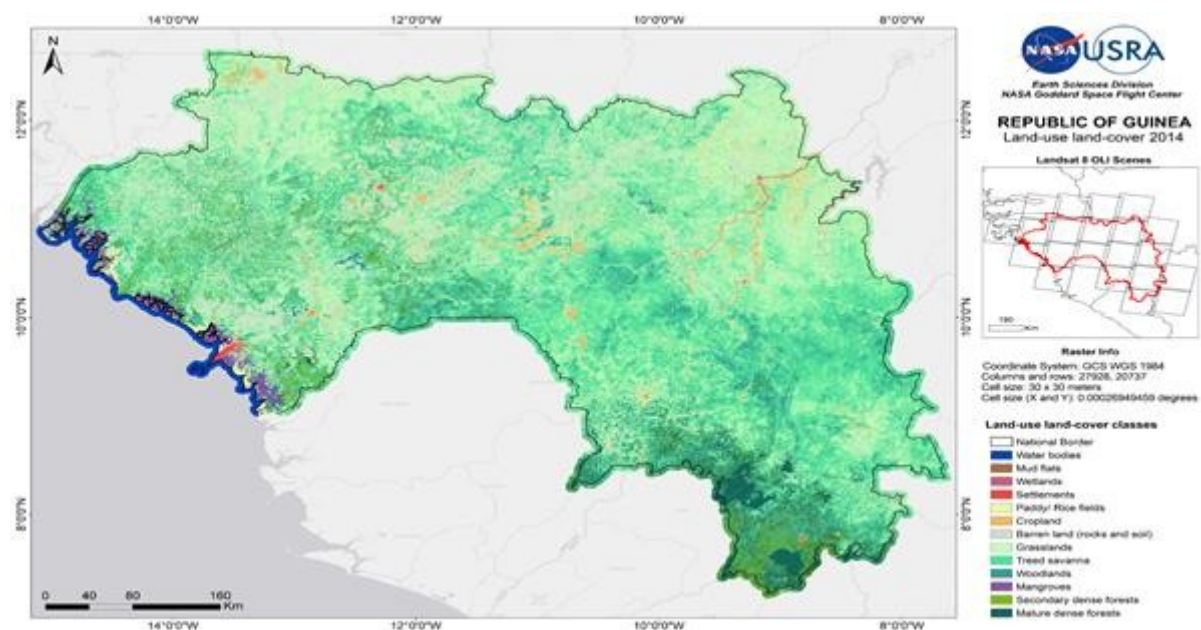 14°0'0"W 12°0'0"W 10°0'0"W 8°0'0"W
N
12°0'0"N
10°0'0"N
8°0'0"N
12°0'0"N
10°0'0"N
8°0'0"N
0 40 80 160
Km
14°0'0"W 12°0'0"W 10°0'0"W 8°0'0"W
NASA USRA
Earth Sciences Division
NASA Goddard Space Flight Center
REPUBLIC OF GUINEA
Land-use land-cover 2014
Landsat 8 OLI Scenes
Km
Raster Info
Coordinate System: GCS WGS 1984
Columns and rows: 27928, 20737
Cell size: 30 x 30 meters
Cell size (X and Y): 0.00026949459 degrees
Land-use land-cover classes
National Border
Water bodies
Mud flats
Wetlands
Settlements
Paddy/ Rice fields
Cropland
Barren land (rocks and soil)
Grasslands
Treed savanna
Woodlands
Mangroves
Secondary dense forests
Mature dense forests